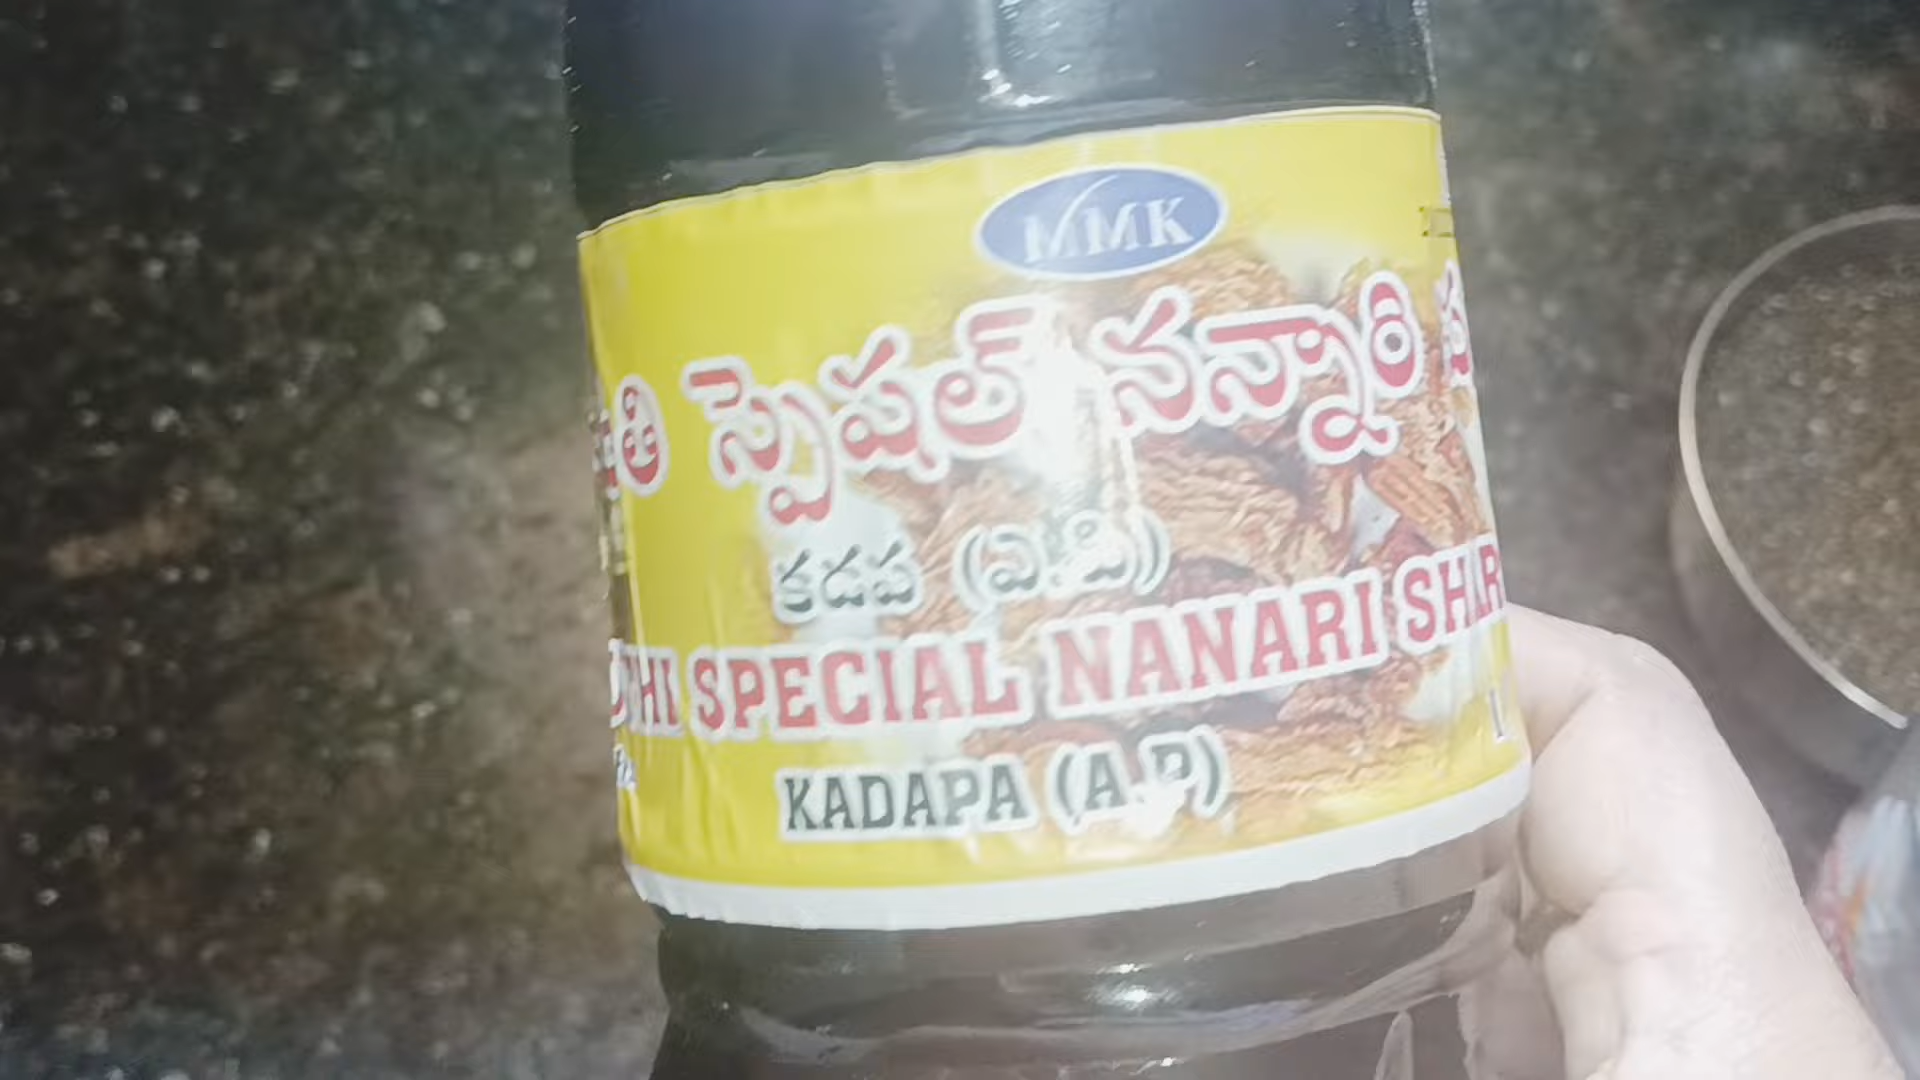 MMK
స్పెషల్ నన్నారి
కడప (ఏ.పి)
SPECIAL NANARI
KADAPA (A.P)